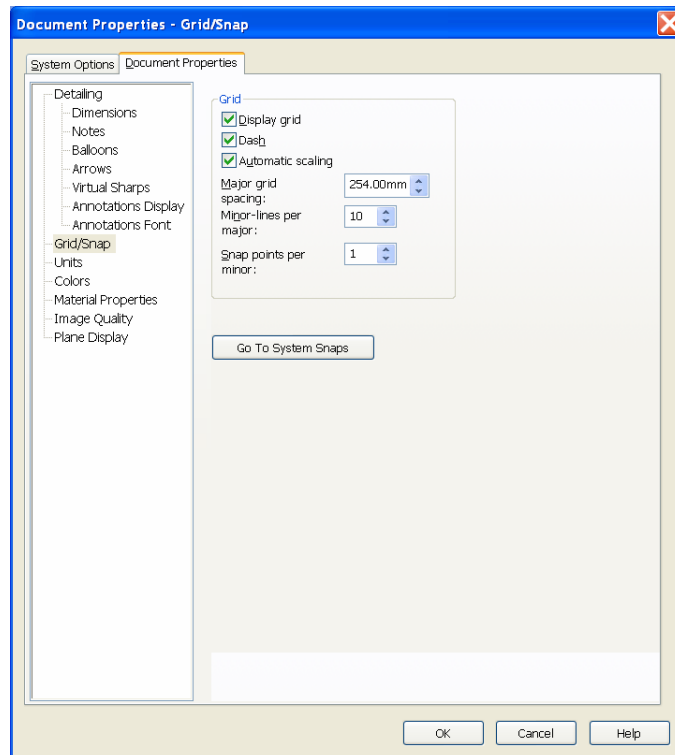 Document Properties - Grid/Snap
System Options
Document Properties
Detailing
Dimensions
Notes
Balloons
Arrows
Virtual Sharps
Annotations Display
Annotations Font
Grid/Snap
Units
Colors
Material Properties
Image Quality
Plane Display
Grid
Display grid
Dash
Automatic scaling
Major grid
spacing:
254.00mm
Minor-lines per
major:
10
Snap points per
minor:
1
Go To System Snaps
OK
Cancel
Help